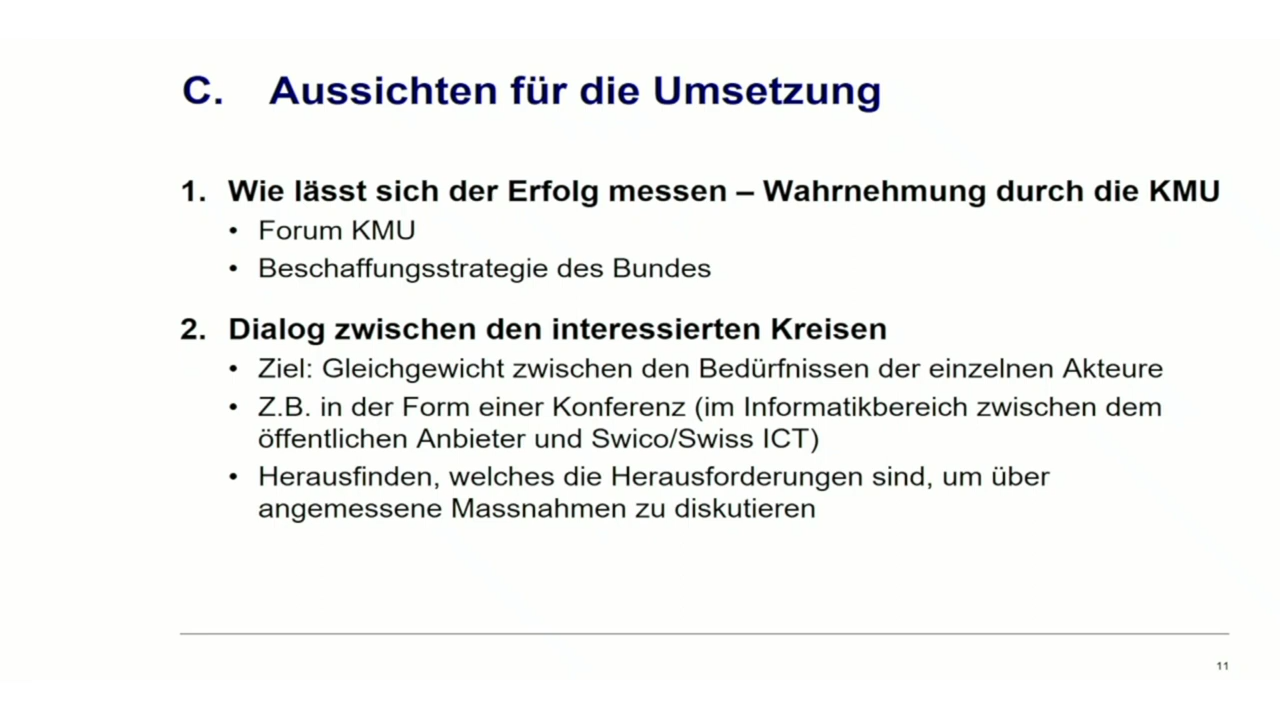 C. Aussichten für die Umsetzung
1. Wie lässt sich der Erfolg messen – Wahrnehmung durch die KMU
• Forum KMU
• Beschaffungsstrategie des Bundes
2. Dialog zwischen den interessierten Kreisen
• Ziel: Gleichgewicht zwischen den Bedürfnissen der einzelnen Akteure
• Z.B. in der Form einer Konferenz (im Informatikbereich zwischen dem
öffentlichen Anbieter und Swico/Swiss ICT)
• Herausfinden, welches die Herausforderungen sind, um über
angemessene Massnahmen zu diskutieren
11